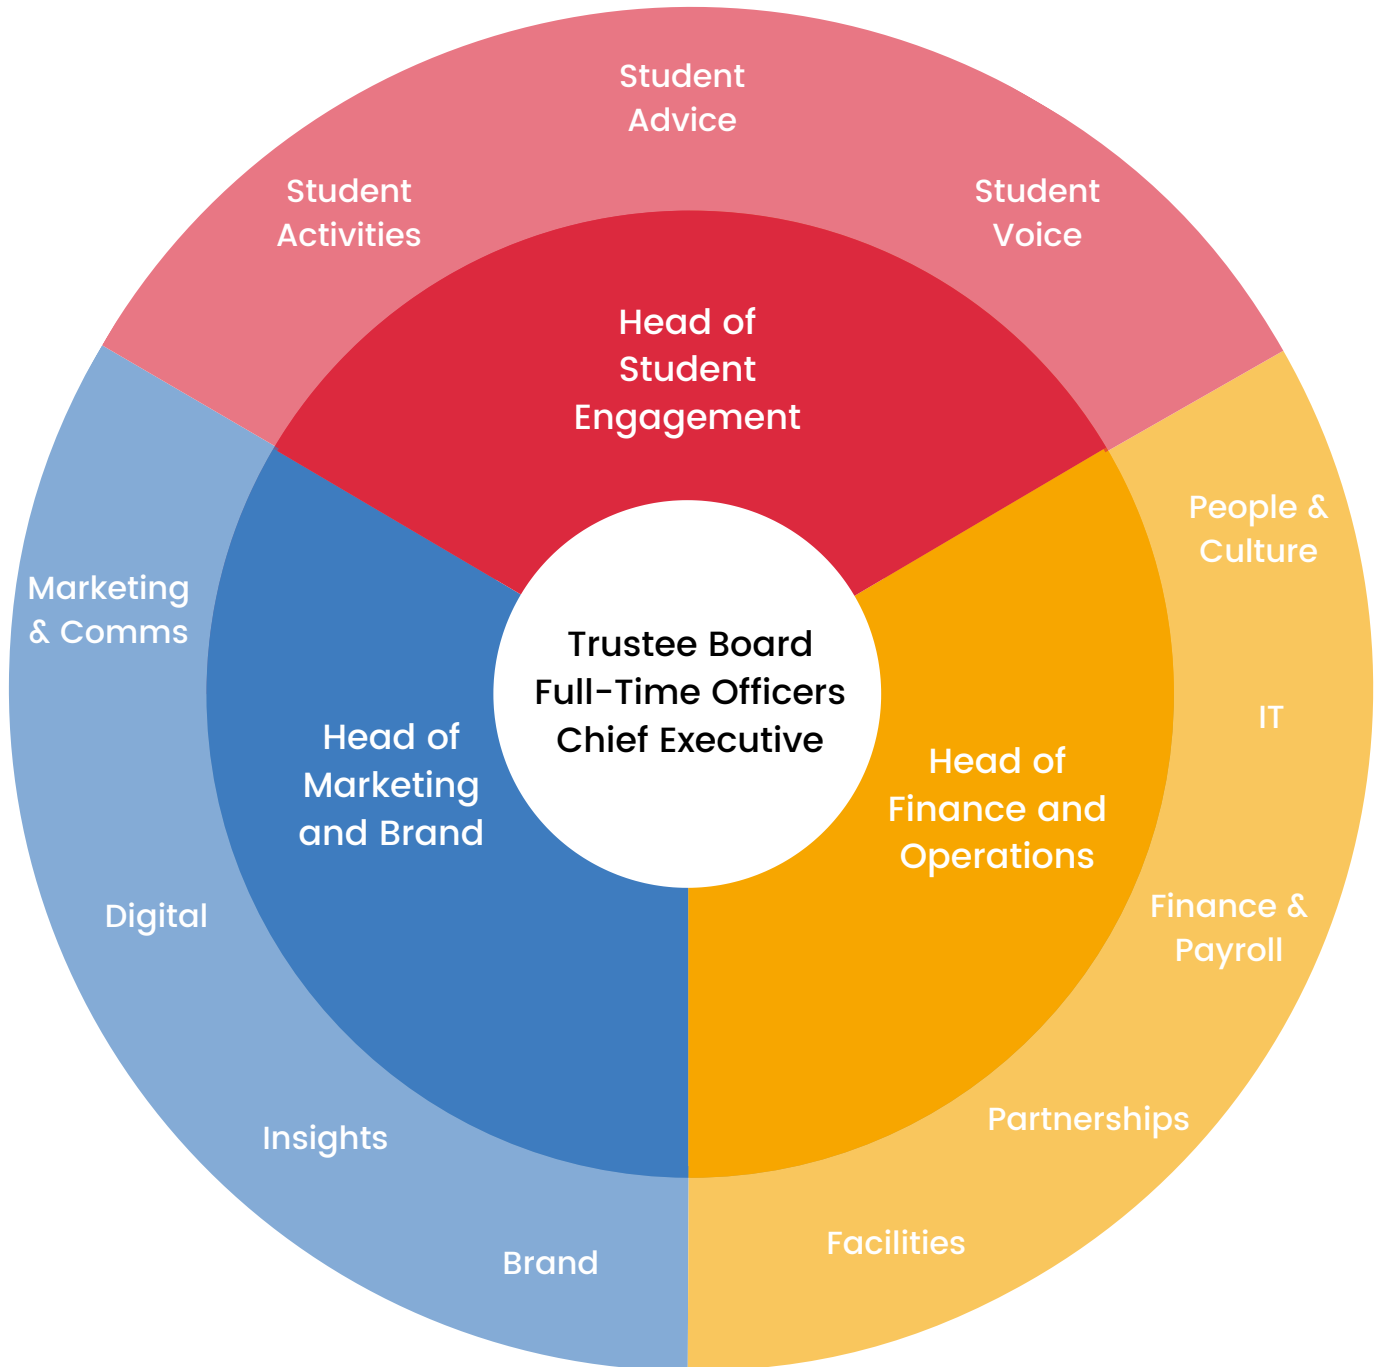 Student
Advice
Student
Activities
Student
Voice
Head of
Student
Engagement
People &
Culture
Marketing
& Comms
Trustee Board
Full-Time Officers
Chief Executive
IT
Head of
Marketing
and Brand
Head of
Finance and
Operations
Digital
Finance &
Payroll
Insights
Partnerships
Brand
Facilities